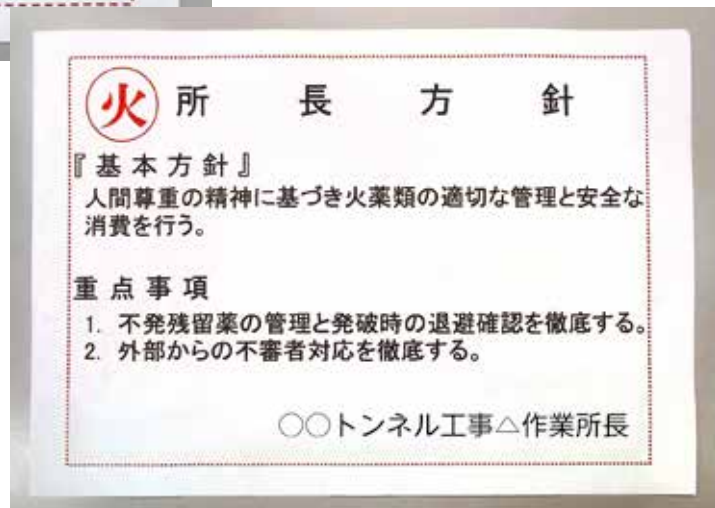 火 所長方針
『基本方針』
人間尊重の精神に基づき火薬類の適切な管理と安全な
消費を行う。
重点事項
1. 不発残留薬の管理と発破時の退避確認を徹底する。
2. 外部からの不審者対応を徹底する。
○○トンネル工事△作業所長